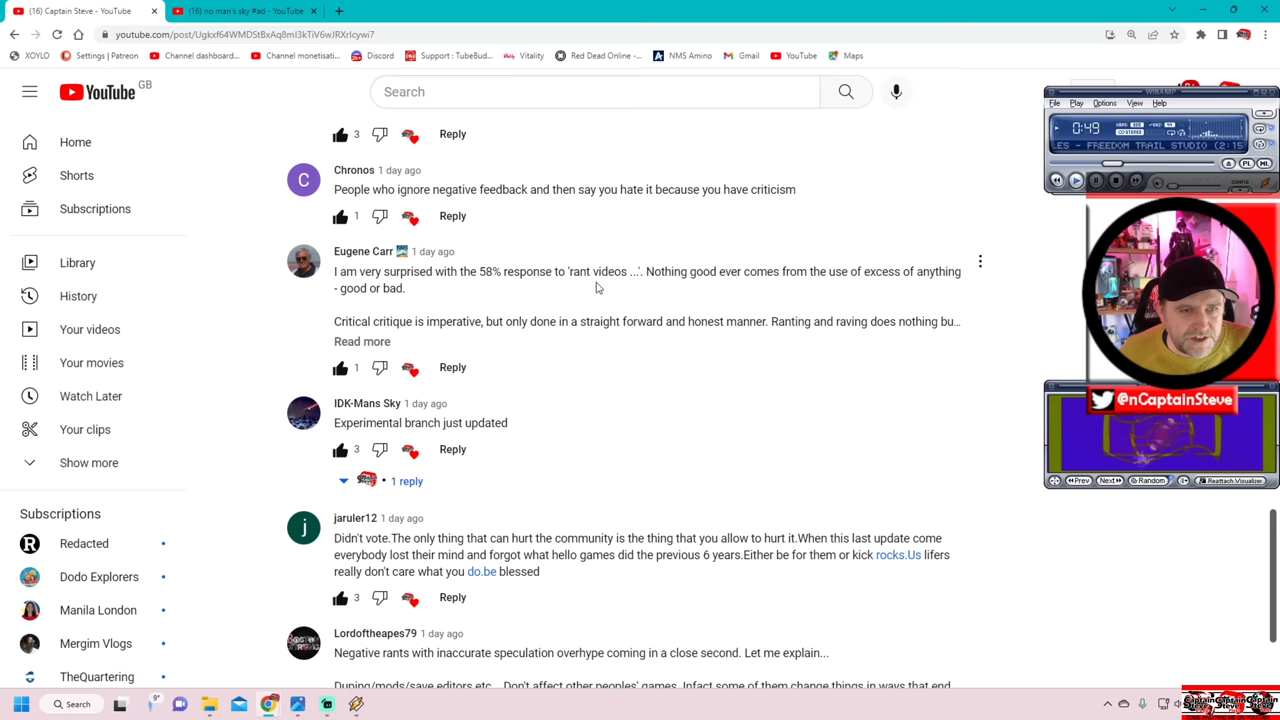 (16) Captain Steve - YouTube
(16) no man's sky #ad - YouTube
youtube.com/post/Ugkxf64WMDStBxAq8mI3kTiV6wJRXrIcywi7
XOYLO
Settings | Patreon
Channel dashboard...
Channel monetisati...
Discord
Support : TubeBud...
Vitality
Red Dead Online -...
NMS Amino
Gmail
YouTube
Maps
YouTube GB
Search
WINAMP
File Play Options View Help
0:49
LES - FREEDOM TRAIL STUDIO (2:15
Home
Shorts
Subscriptions
Library
History
Your videos
Your movies
Watch Later
Your clips
Show more
Subscriptions
Redacted
Dodo Explorers
Manila London
Mergim Vlogs
TheQuartering
3 Reply
C
Chronos 1 day ago
People who ignore negative feedback and then say you hate it because you have criticism
1 Reply
Eugene Carr 1 day ago
I am very surprised with the 58% response to 'rant videos ...'. Nothing good ever comes from the use of excess of anything
- good or bad.
Critical critique is imperative, but only done in a straight forward and honest manner. Ranting and raving does nothing bu...
Read more
1 Reply
IDK-Mans Sky 1 day ago
Experimental branch just updated
3 Reply
1 reply
j
jaruler12 1 day ago
Didn't vote.The only thing that can hurt the community is the thing that you allow to hurt it.When this last update come
everybody lost their mind and forgot what hello games did the previous 6 years.Either be for them or kick rocks.Us lifers
really don't care what you do.be blessed
3 Reply
Lordoftheapes79 1 day ago
Negative rants with inaccurate speculation overhype coming in a close second. Let me explain...
Duping/mods/save editors etc... Don't affect other peoples' games. Infact some of them change things in ways that end
@nCaptainSteve
Prev Next Random Reattach Visualizer
9°
Search